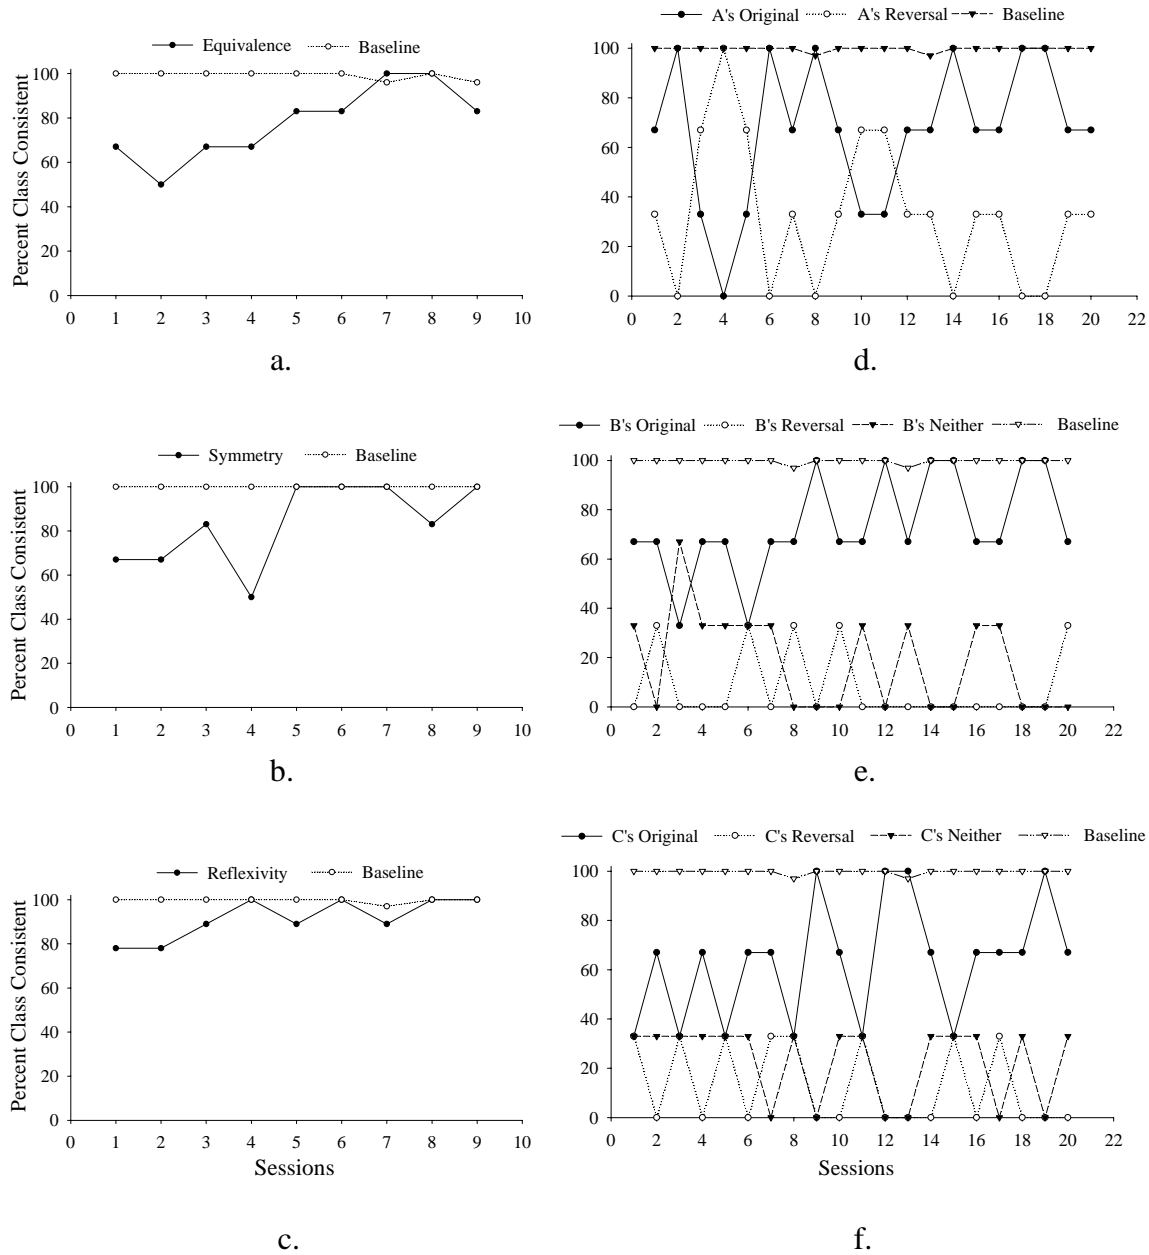 Equivalence Baseline
Percent Class Consistent
100
80
60
40
20
0
0 1 2 3 4 5 6 7 8 9 10
a.
A's Original A's Reversal Baseline
100
80
60
40
20
0
0 2 4 6 8 10 12 14 16 18 20 22
d.
Symmetry Baseline
Percent Class Consistent
100
80
60
40
20
0
0 1 2 3 4 5 6 7 8 9 10
b.
B's Original B's Reversal B's Neither Baseline
100
80
60
40
20
0
0 2 4 6 8 10 12 14 16 18 20 22
e.
Reflexivity Baseline
Percent Class Consistent
100
80
60
40
20
0
0 1 2 3 4 5 6 7 8 9 10
Sessions
c.
C's Original C's Reversal C's Neither Baseline
100
80
60
40
20
0
0 2 4 6 8 10 12 14 16 18 20 22
Sessions
f.